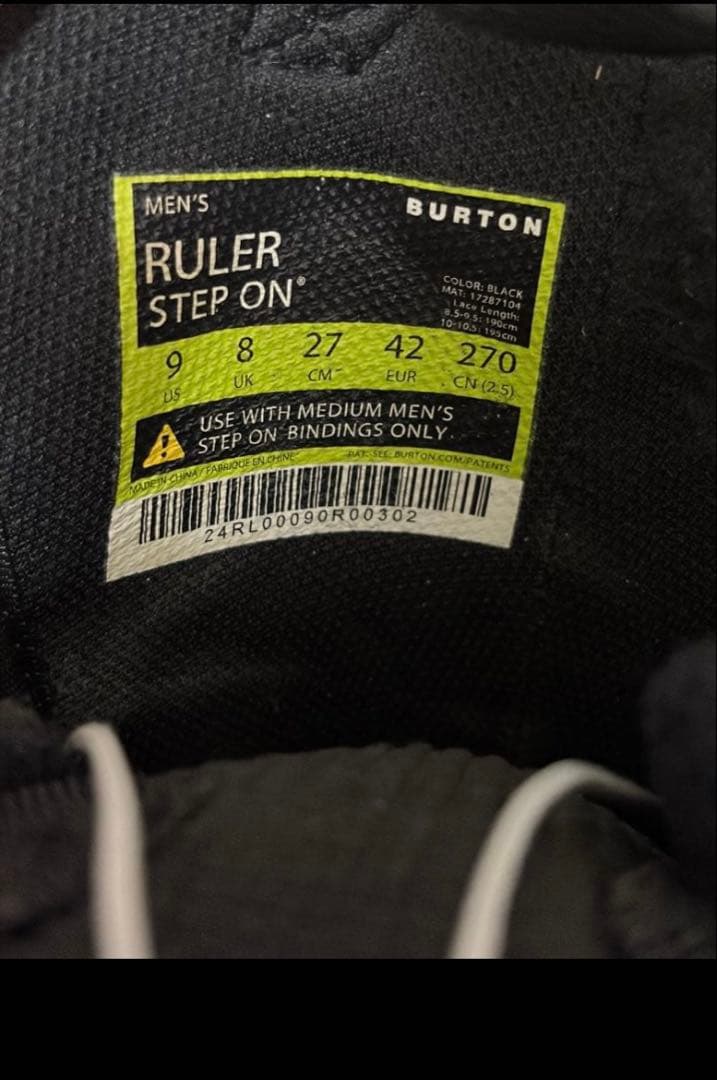 MEN'S
BURTON
RULER
STEP ON®
COLOR: BLACK
MAT: 17287104
Lace Length:
8.5-9.5: 190cm
10-10.5: 195cm
9 8 27 42 270
US UK CM EUR CN (2.5)
USE WITH MEDIUM MEN'S
STEP ON BINDINGS ONLY.
MADE IN CHINA / FABRIQUÉ EN CHINE PAT. SEE: BURTON.COM/PATENTS
24RL00090R00302